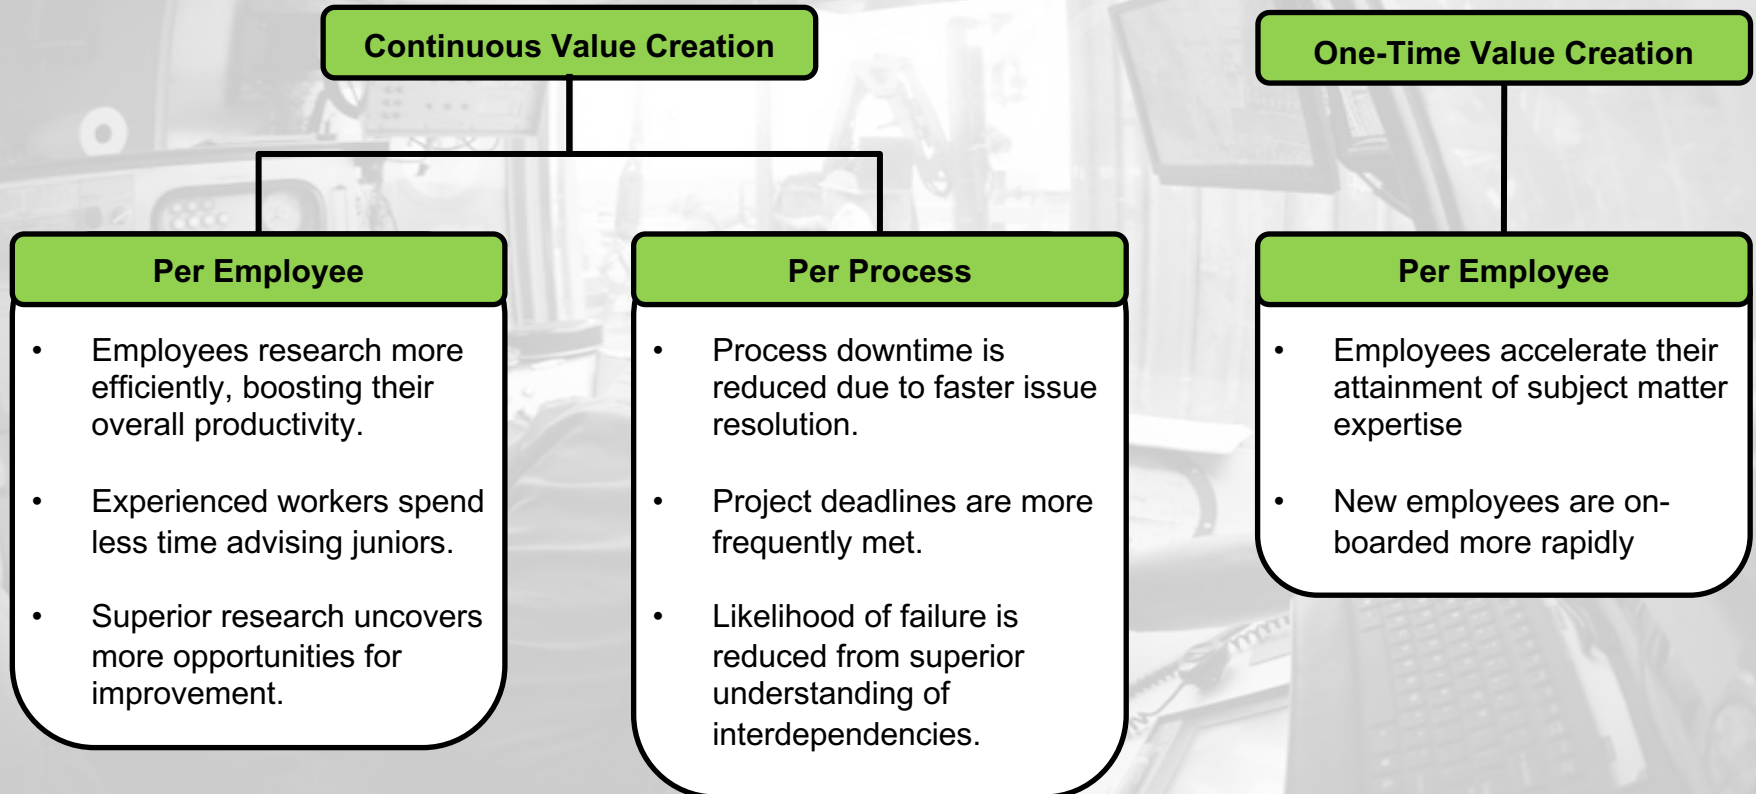 Continuous Value Creation
One-Time Value Creation
Per Employee
• Employees research more
efficiently, boosting their
overall productivity.
• Experienced workers spend
less time advising juniors.
• Superior research uncovers
more opportunities for
improvement.
Per Process
• Process downtime is
reduced due to faster issue
resolution.
• Project deadlines are more
frequently met.
• Likelihood of failure is
reduced from superior
understanding of
interdependencies.
Per Employee
• Employees accelerate their
attainment of subject matter
expertise
• New employees are on-
boarded more rapidly